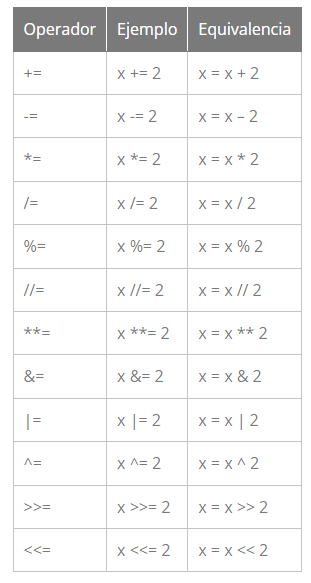 Operador Ejemplo Equivalencia
+= x += 2 x = x + 2
-= x -= 2 x = x – 2
*= x *= 2 x = x * 2
/= x /= 2 x = x / 2
%= x %= 2 x = x % 2
//= x //= 2 x = x // 2
**= x **= 2 x = x ** 2
&= x &= 2 x = x & 2
|= x |= 2 x = x | 2
^= x ^= 2 x = x ^ 2
>>= x >>= 2 x = x >> 2
<<= x <<= 2 x = x << 2